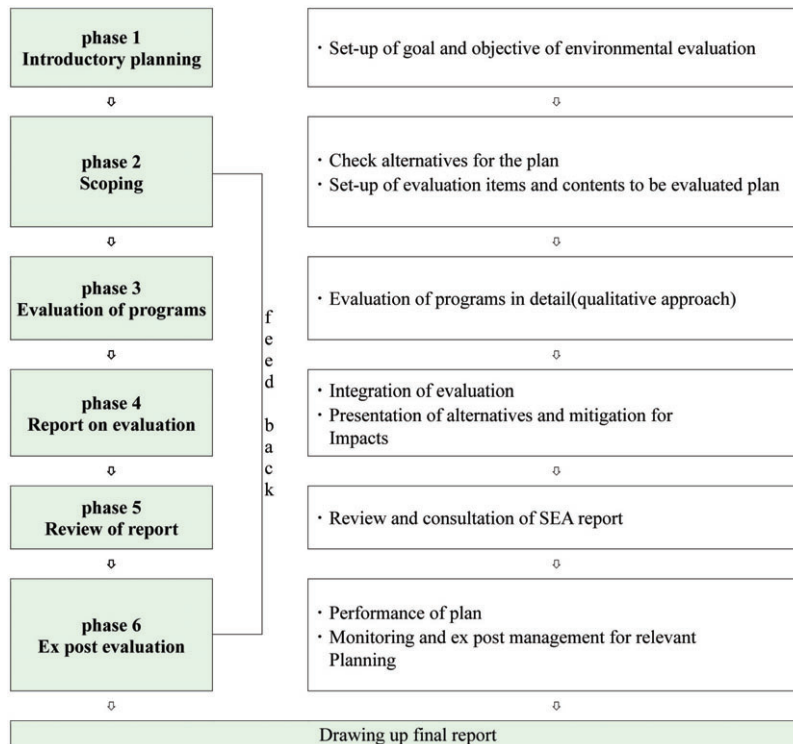 phase 1
Introductory planning
・Set-up of goal and objective of environmental evaluation
phase 2
Scoping
・Check alternatives for the plan
・Set-up of evaluation items and contents to be evaluated plan
phase 3
Evaluation of programs
・Evaluation of programs in detail(qualitative approach)
feed back
phase 4
Report on evaluation
・Integration of evaluation
・Presentation of alternatives and mitigation for
Impacts
phase 5
Review of report
・Review and consultation of SEA report
phase 6
Ex post evaluation
・Performance of plan
・Monitoring and ex post management for relevant
Planning
Drawing up final report